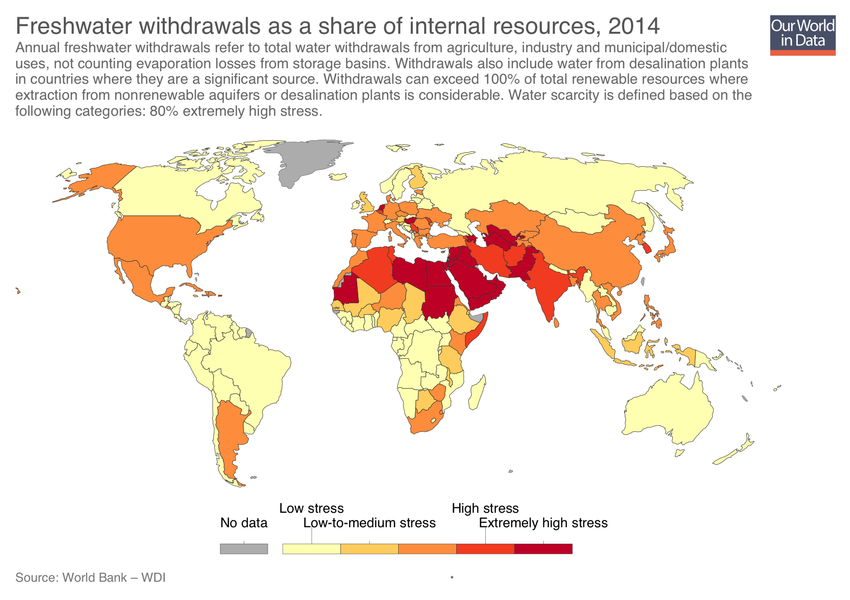 Freshwater withdrawals as a share of internal resources, 2014
Our World
in Data
Annual freshwater withdrawals refer to total water withdrawals from agriculture, industry and municipal/domestic
uses, not counting evaporation losses from storage basins. Withdrawals also include water from desalination plants
in countries where they are a significant source. Withdrawals can exceed 100% of total renewable resources where
extraction from nonrenewable aquifers or desalination plants is considerable. Water scarcity is defined based on the
following categories: 80% extremely high stress.
Low stress
High stress
No data
Low-to-medium stress
Extremely high stress
Source: World Bank – WDI